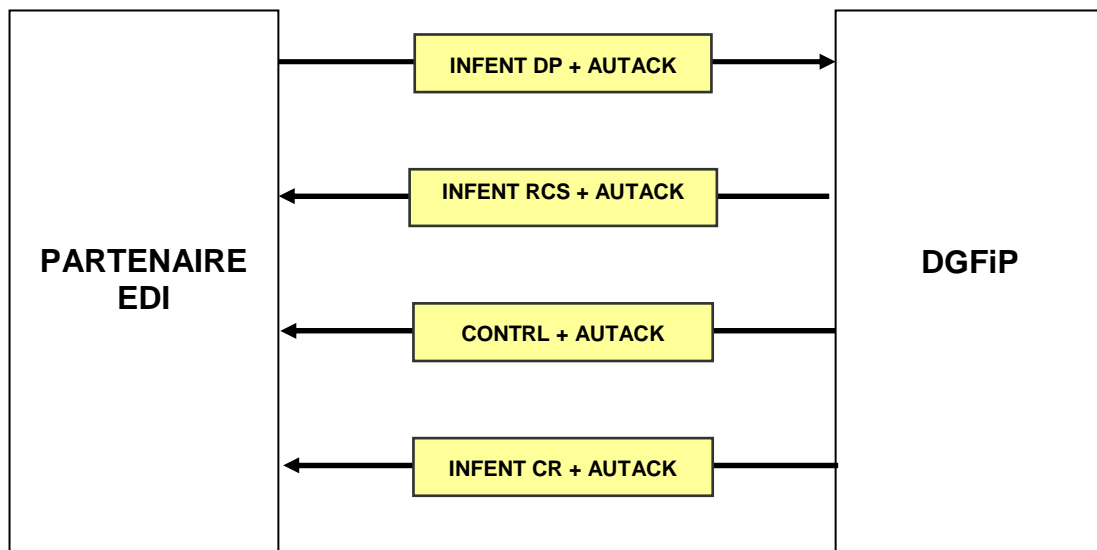 INFENT DP + AUTACK
INFENT RCS + AUTACK
PARTENAIRE
EDI
DGFiP
CONTRL + AUTACK
INFENT CR + AUTACK